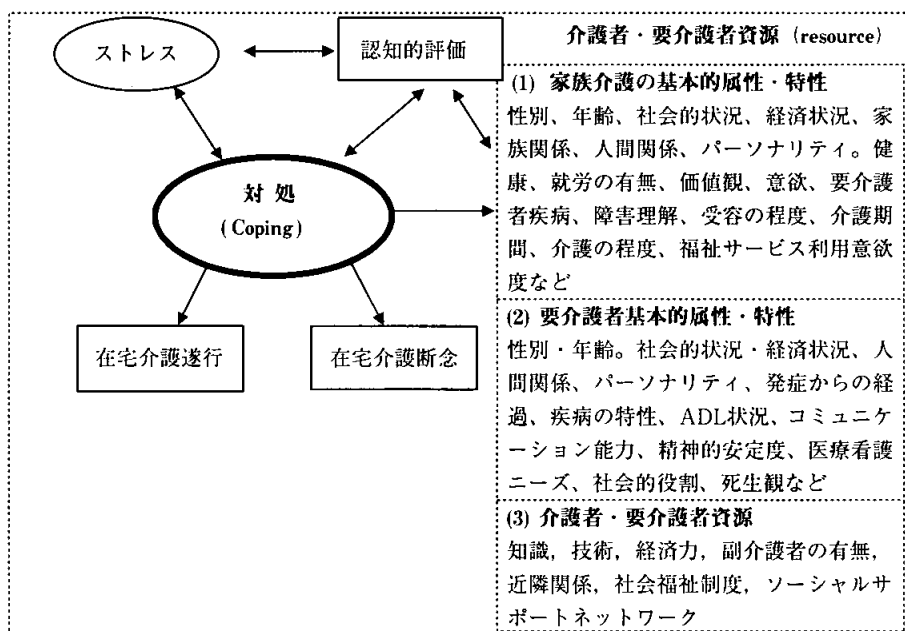 ストレス
認知的評価
対 処
(Coping)
在宅介護遂行
在宅介護断念
介護者・要介護者資源 (resource)
(1) 家族介護の基本的属性・特性
性別、年齢、社会的状況、経済状況、家
族関係、人間関係、パーソナリティ。健
康、就労の有無、価値観、意欲、要介護
者疾病、障害理解、受容の程度、介護期
間、介護の程度、福祉サービス利用意欲
度など
(2) 要介護者基本的属性・特性
性別・年齢。社会的状況・経済状況、人
間関係、パーソナリティ、発症からの経
過、疾病の特性、ADL状況、コミュニケ
ーション能力、精神的安定度、医療看護
ニーズ、社会的役割、死生観など
(3) 介護者・要介護者資源
知識, 技術, 経済力, 副介護者の有無,
近隣関係, 社会福祉制度, ソーシャルサ
ポートネットワーク